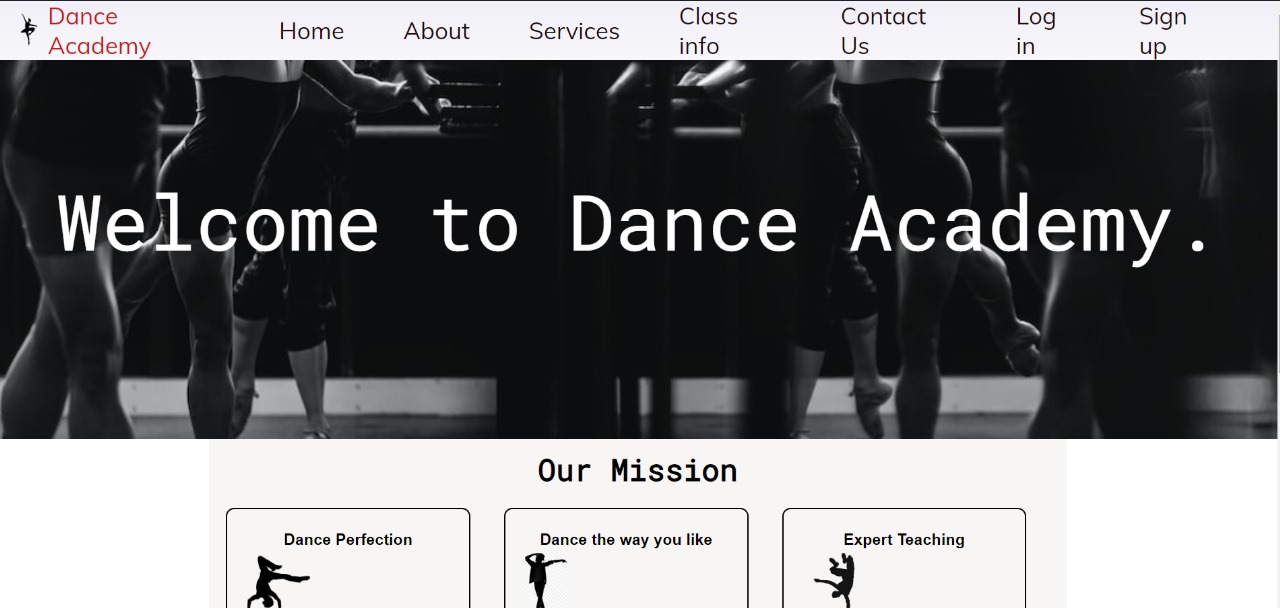 Dance
Academy
Home
About
Services
Class
info
Contact
Us
Log
in
Sign
up
Welcome to Dance Academy.
Our Mission
Dance Perfection
Dance the way you like
Expert Teaching